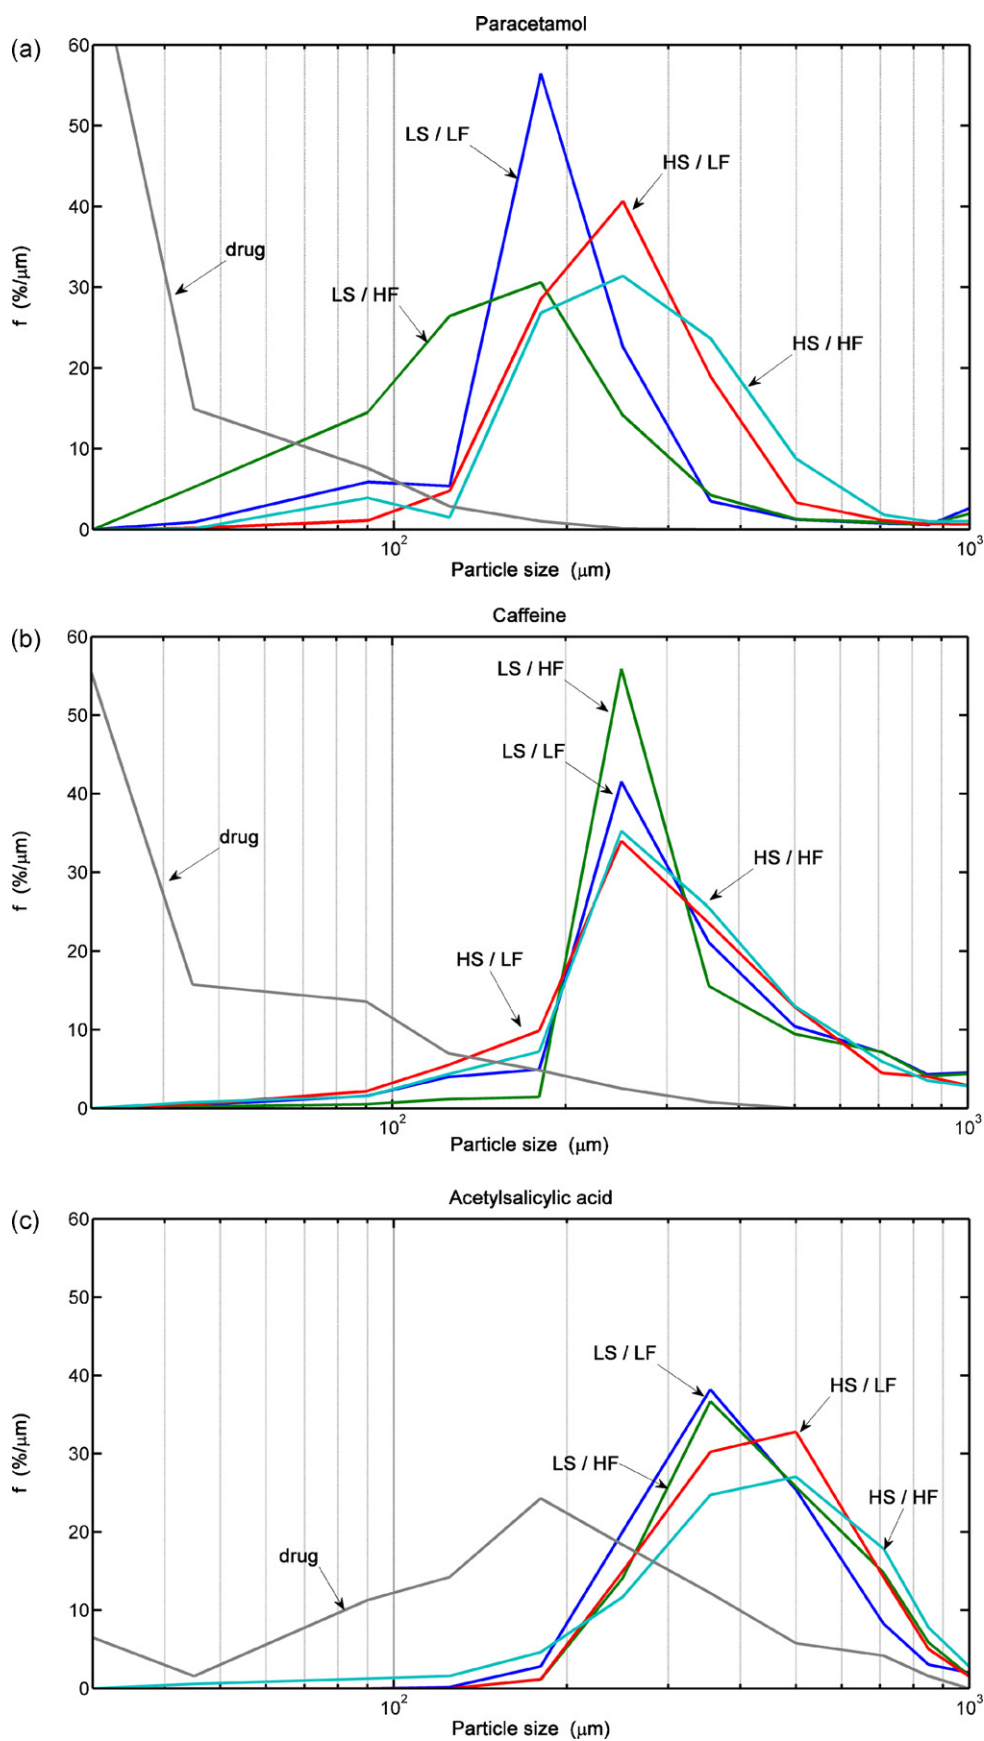 Paracetamol
(a)
60
50
40
30
20
10
0
f (%/μm)
LS / LF
HS / LF
drug
LS / HF
HS / HF
10²
10³
Particle size (μm)
Caffeine
(b)
60
50
40
30
20
10
0
f (%/μm)
LS / HF
LS / LF
drug
HS / HF
HS / LF
10²
10³
Particle size (μm)
Acetylsalicylic acid
(c)
60
50
40
30
20
10
0
f (%/μm)
LS / LF
HS / LF
LS / HF
HS / HF
drug
10²
10³
Particle size (μm)